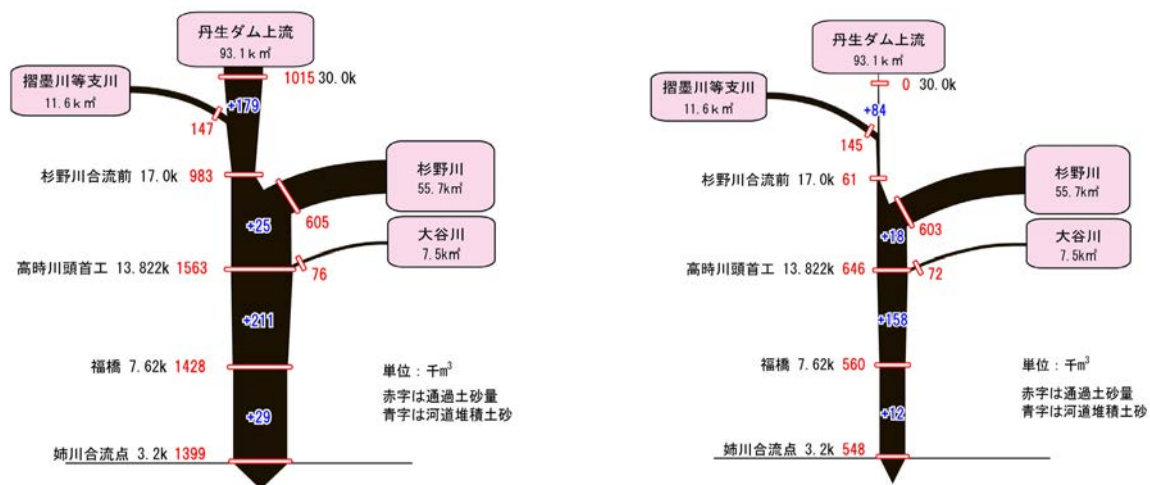 丹生ダム上流
93.1k㎡
1015 30.0k
摺墨川等支川
11.6k㎡
+179
147
杉野川合流前 17.0k 983
杉野川
55.7k㎡
605
+25
大谷川
7.5k㎡
76
高時川頭首工 13.822k 1563
+211
福橋 7.62k 1428
単位：千m³
赤字は通過土砂量
青字は河道堆積土砂
+29
姉川合流点 3.2k 1399
丹生ダム上流
93.1k㎡
0 30.0k
摺墨川等支川
11.6k㎡
+84
145
杉野川合流前 17.0k 61
杉野川
55.7k㎡
603
+18
大谷川
7.5k㎡
72
高時川頭首工 13.822k 646
+158
福橋 7.62k 560
単位：千m³
赤字は通過土砂量
青字は河道堆積土砂
+12
姉川合流点 3.2k 548